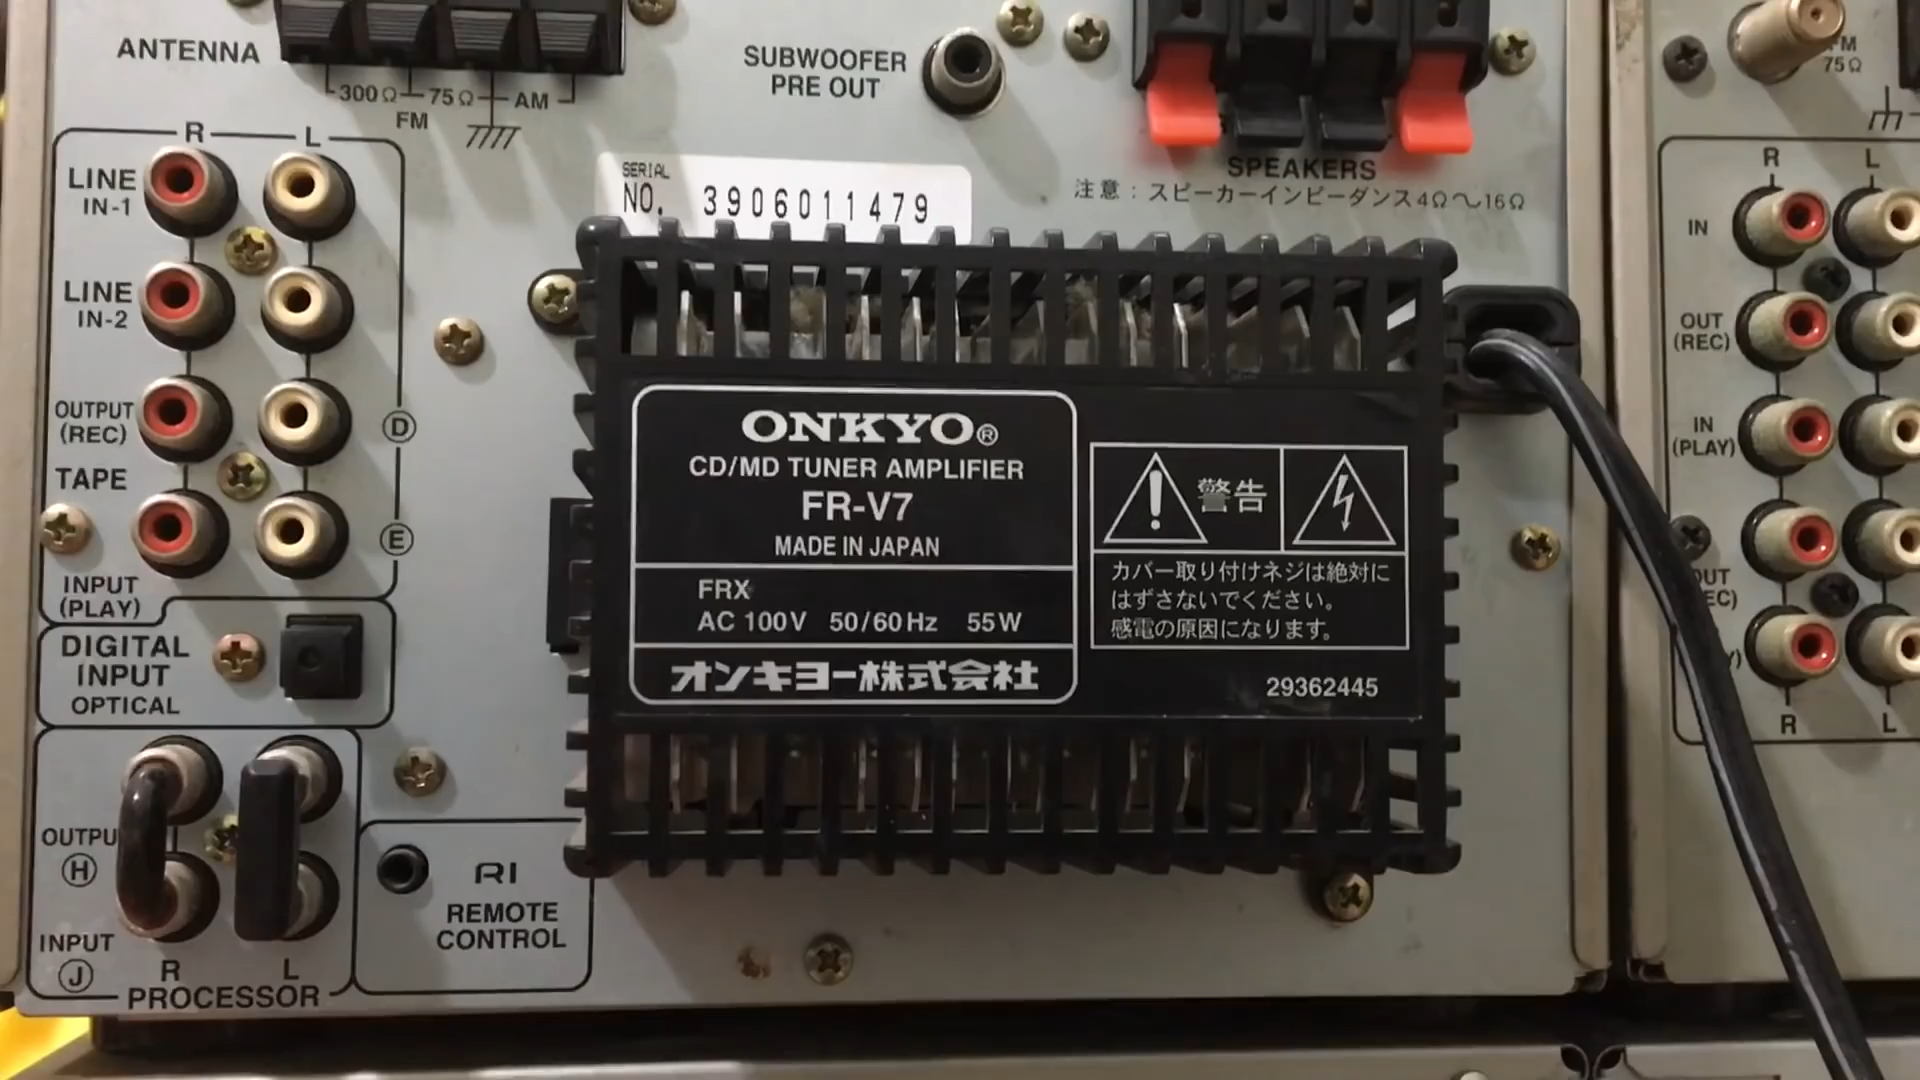 ANTENNA
300Ω
75Ω
AM
FM
SUBWOOFER
PRE OUT
SPEAKERS
注意：スピーカーインピーダンス4Ω～16Ω
SERIAL
NO. 3906011479
R
L
LINE
IN-1
LINE
IN-2
OUTPUT
(REC)
D
TAPE
E
INPUT
(PLAY)
DIGITAL
INPUT
OPTICAL
OUTPU
H
INPUT
J
R
L
PROCESSOR
RI
REMOTE
CONTROL
ONKYO®
CD/MD TUNER AMPLIFIER
FR-V7
MADE IN JAPAN
FRX
AC 100V 50/60Hz 55W
オンキヨー株式会社
警告
カバー取り付けネジは絶対に
はずさないでください。
感電の原因になります。
29362445
FM
75Ω
R
L
IN
OUT
(REC)
IN
(PLAY)
R
L